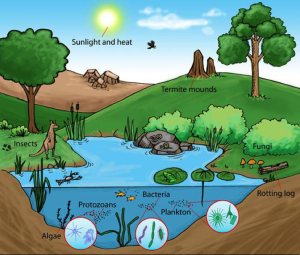 Sunlight and heat
Termite mounds
Insects
Fungi
Bacteria
Rotting log
Protozoans
Plankton
Algae